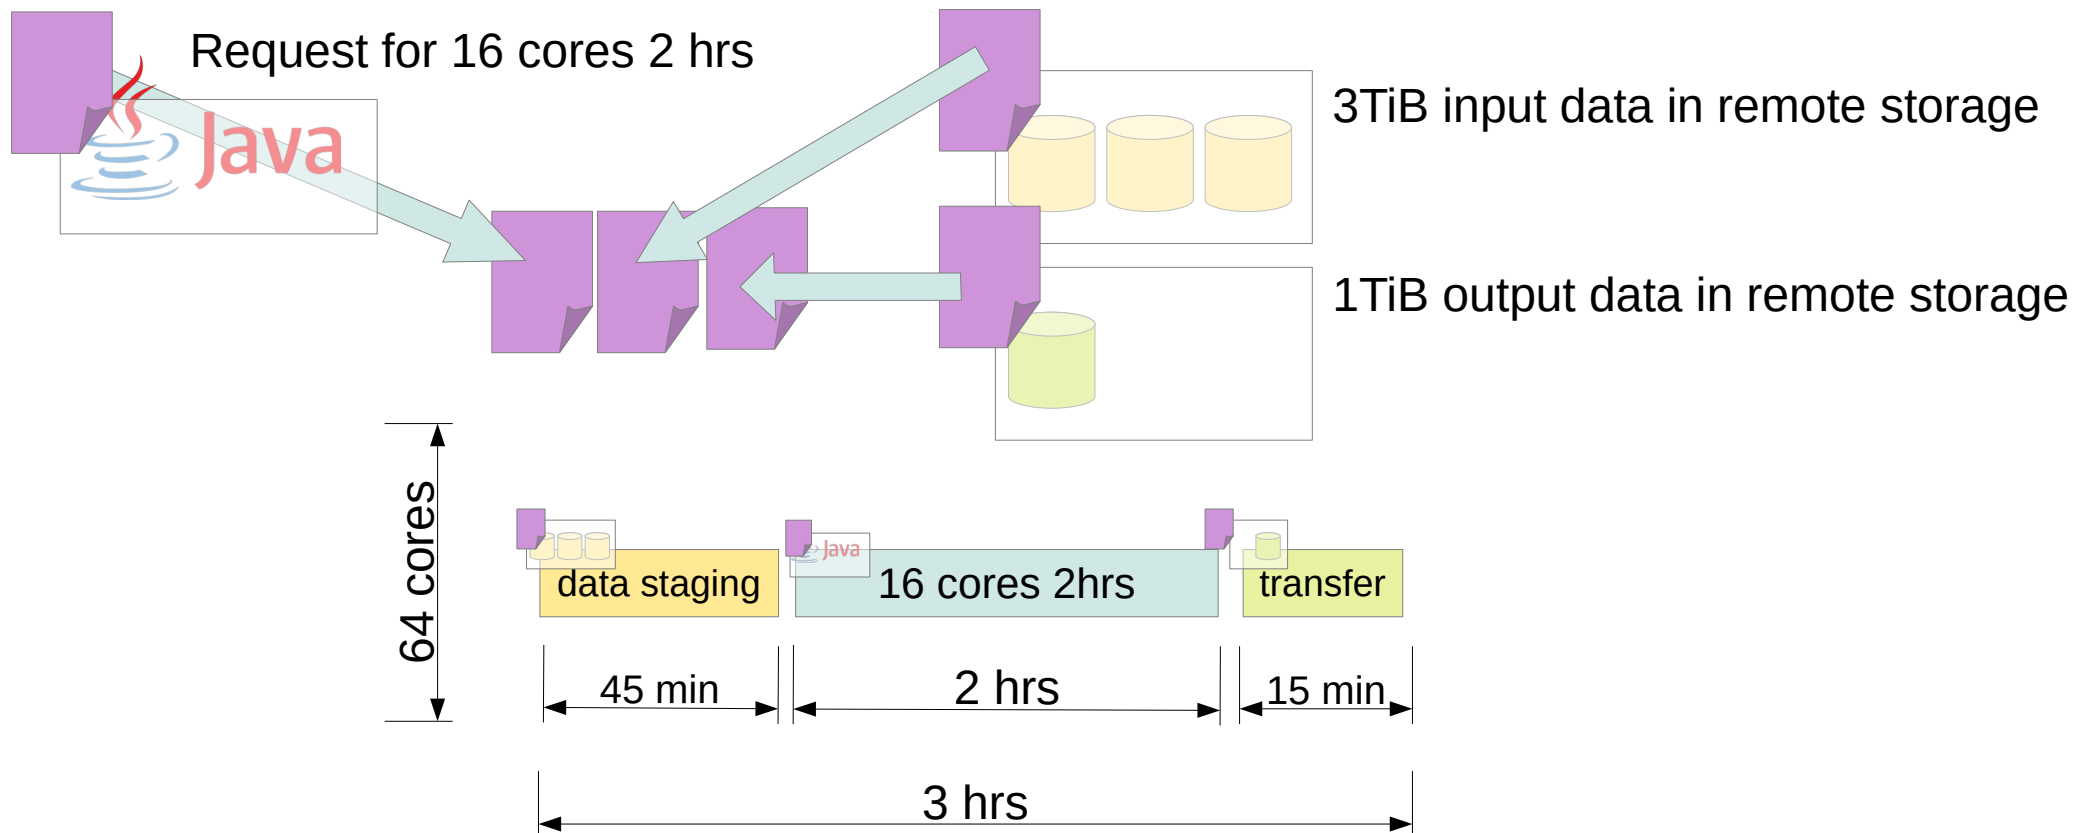 Request for 16 cores 2 hrs
Java
3TiB input data in remote storage
1TiB output data in remote storage
64 cores
Java
data staging
16 cores 2hrs
transfer
45 min
2 hrs
15 min
3 hrs